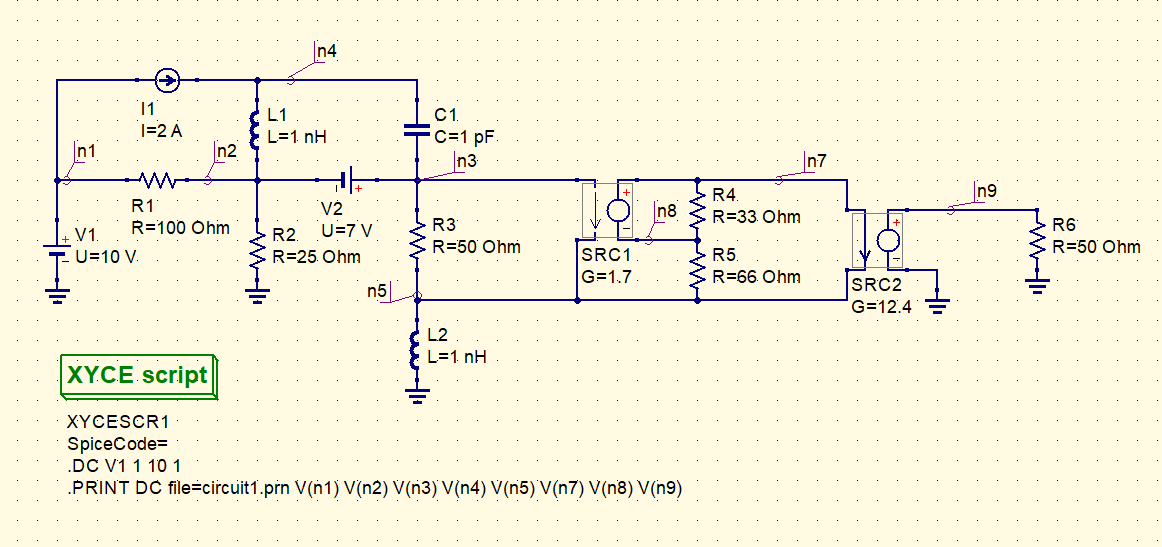 n4
I1
I=2 A
L1
L=1 nH
C1
C=1 pF
n1
n2
n3
n7
n9
R1
R=100 Ohm
V2
U=7 V
R4
R=33 Ohm
n8
V1
U=10 V
R2
R=25 Ohm
R3
R=50 Ohm
SRC1
G=1.7
R5
R=66 Ohm
R6
R=50 Ohm
SRC2
G=12.4
n5
L2
L=1 nH
XYCE script
XYCESCR1
SpiceCode=
.DC V1 1 10 1
.PRINT DC file=circuit1.prn V(n1) V(n2) V(n3) V(n4) V(n5) V(n7) V(n8) V(n9)